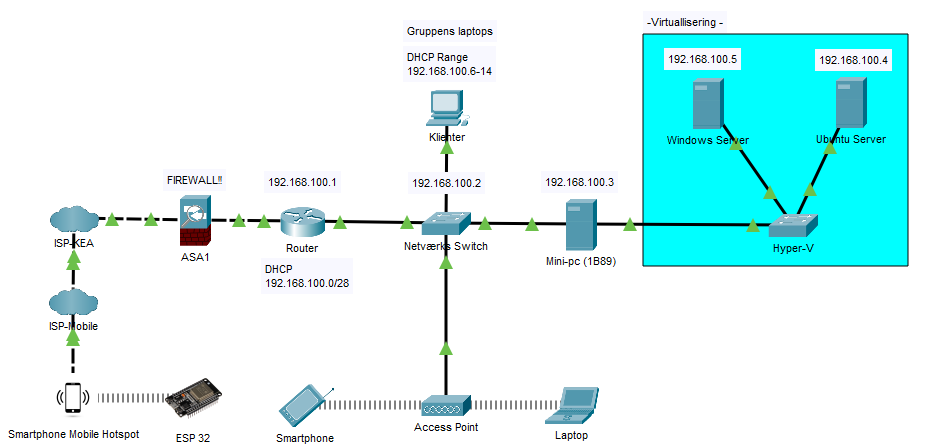 -Virtuallisering -
Gruppens laptops
DHCP Range
192.168.100.6-14
192.168.100.5
192.168.100.4
Klienter
Windows Server
Ubuntu Server
FIREWALL!!
192.168.100.1
192.168.100.2
192.168.100.3
ISP-KEA
ASA1
Router
Netværks Switch
Mini-pc (1B89)
Hyper-V
DHCP
192.168.100.0/28
ISP-Mobile
Smartphone Mobile Hotspot
ESP 32
Smartphone
Access Point
Laptop